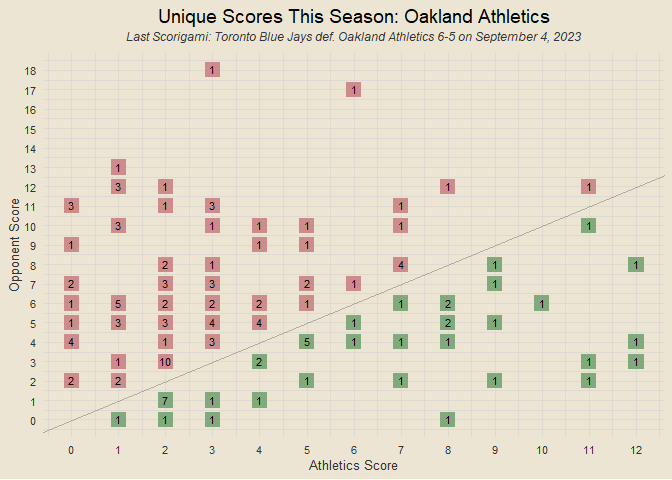 Unique Scores This Season: Oakland Athletics
Last Scorigami: Toronto Blue Jays def. Oakland Athletics 6-5 on September 4, 2023
Opponent Score
18 1
17 1
16
15
14
13 1
12 3 1 1 1
11 3 1 3 1
10 3 1 1 1 1 1
9 1 1 1
8 2 1 4 1 1
7 2 3 3 2 1 1
6 1 5 2 2 2 1 1 2 1
5 1 3 3 4 4 1 2 1
4 4 1 3 5 1 1 1 1
3 1 10 2 1 1
2 2 2 1 1 1 1
1 7 1 1
0 1 1 1 1
0 1 2 3 4 5 6 7 8 9 10 11 12
Athletics Score